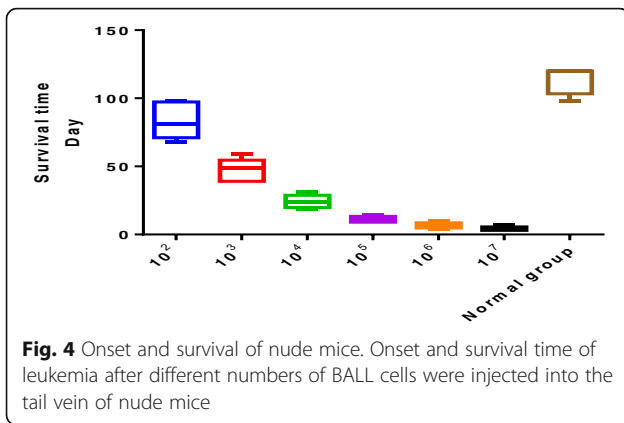 150
100
50
0
Survival time
Day
10²
10³
10⁴
10⁵
10⁶
10⁷
Normal group
Fig. 4 Onset and survival of nude mice. Onset and survival time of
leukemia after different numbers of BALL cells were injected into the
tail vein of nude mice